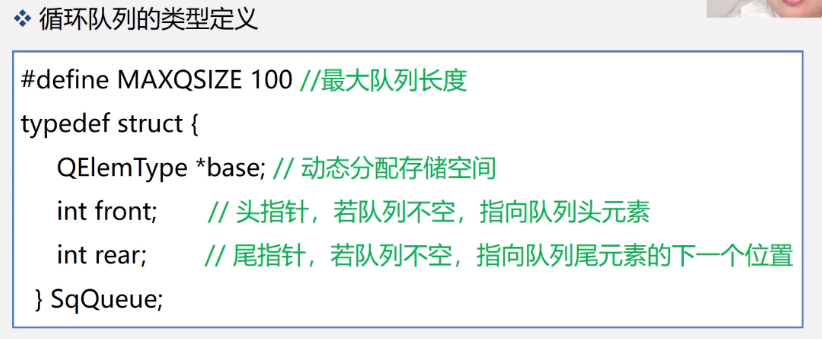 ❖ 循环队列的类型定义
#define MAXQSIZE 100 //最大队列长度
typedef struct {
QElemType *base; // 动态分配存储空间
int front; // 头指针，若队列不空，指向队列头元素
int rear; // 尾指针，若队列不空，指向队列尾元素的下一个位置
} SqQueue;